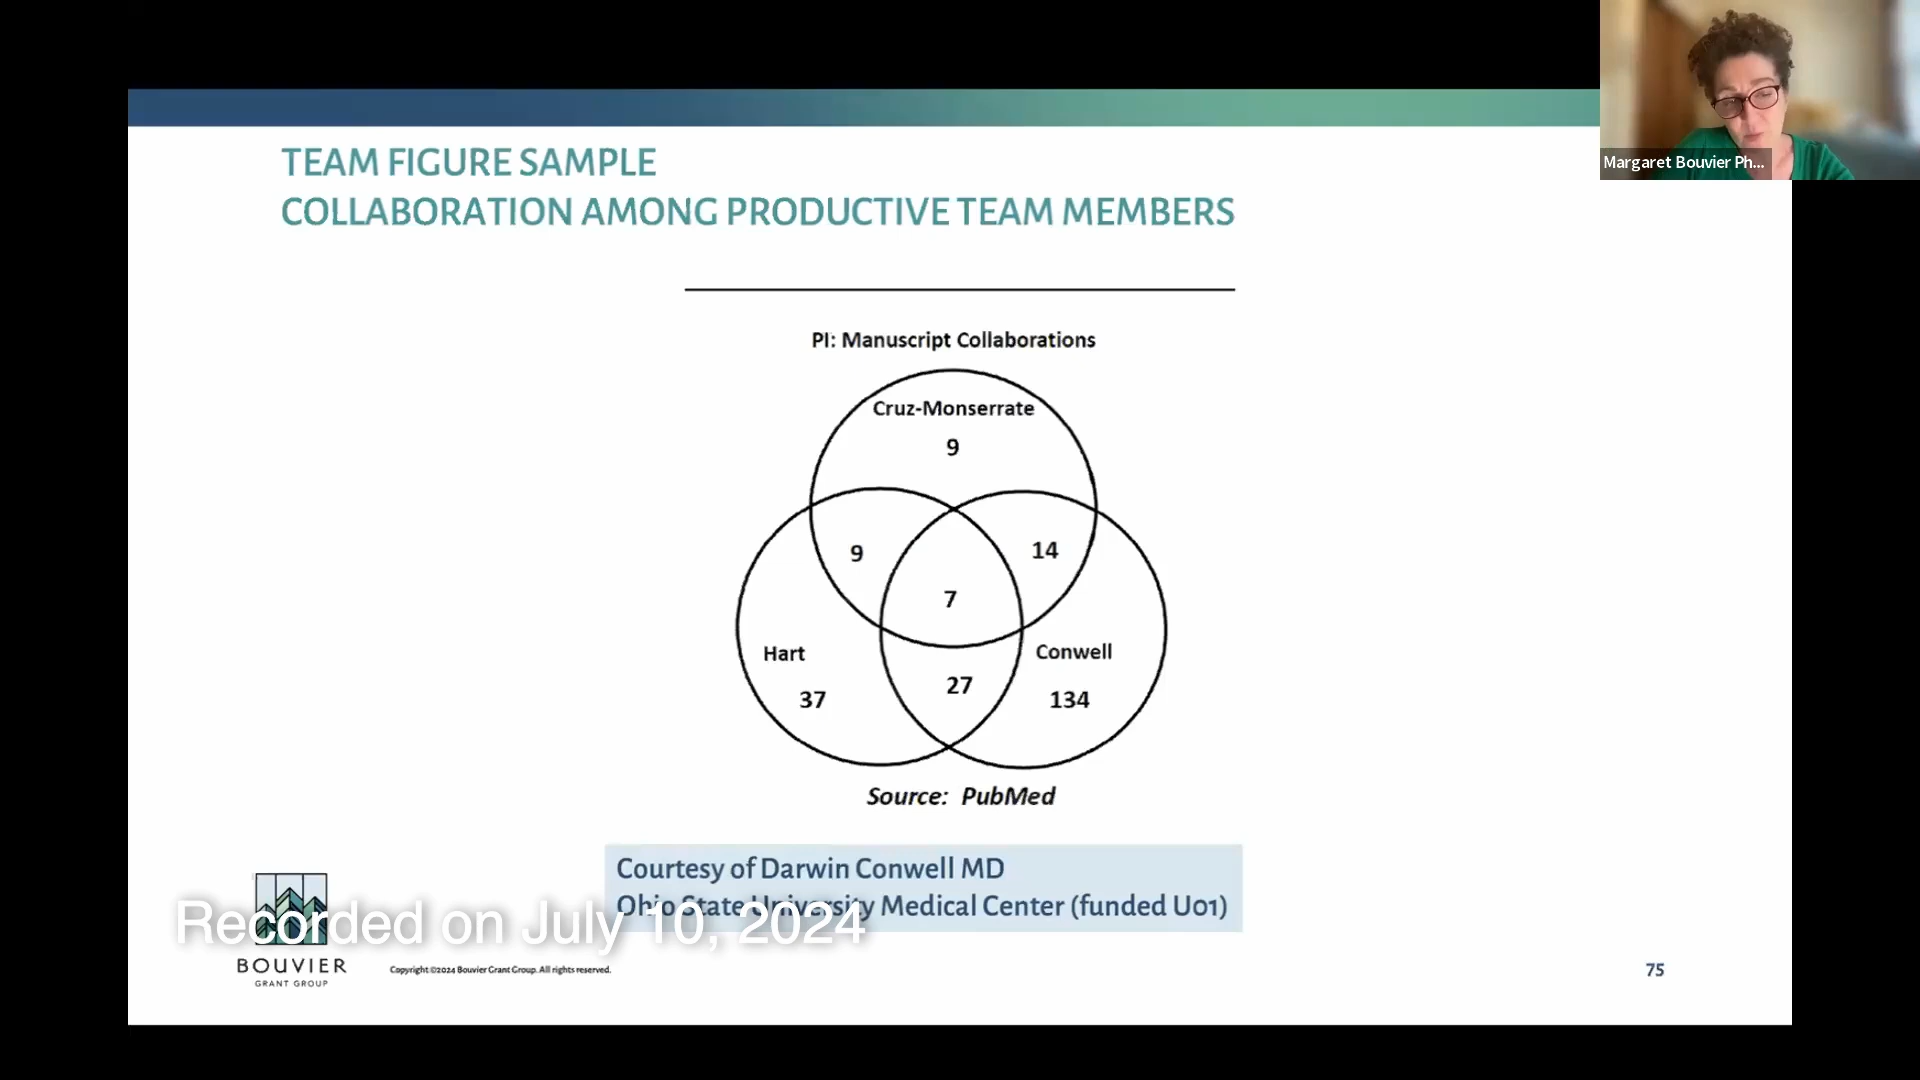 Margaret Bouvier Ph...
TEAM FIGURE SAMPLE
COLLABORATION AMONG PRODUCTIVE TEAM MEMBERS
PI: Manuscript Collaborations
Cruz-Monserrate
9
9
14
7
Hart
Conwell
37
27
134
Source: PubMed
Courtesy of Darwin Conwell MD
Ohio State University Medical Center (funded U01)
Recorded on July 10, 2024
BOUVIER
GRANT GROUP
Copyright ©2024 Bouvier Grant Group. All rights reserved.
75